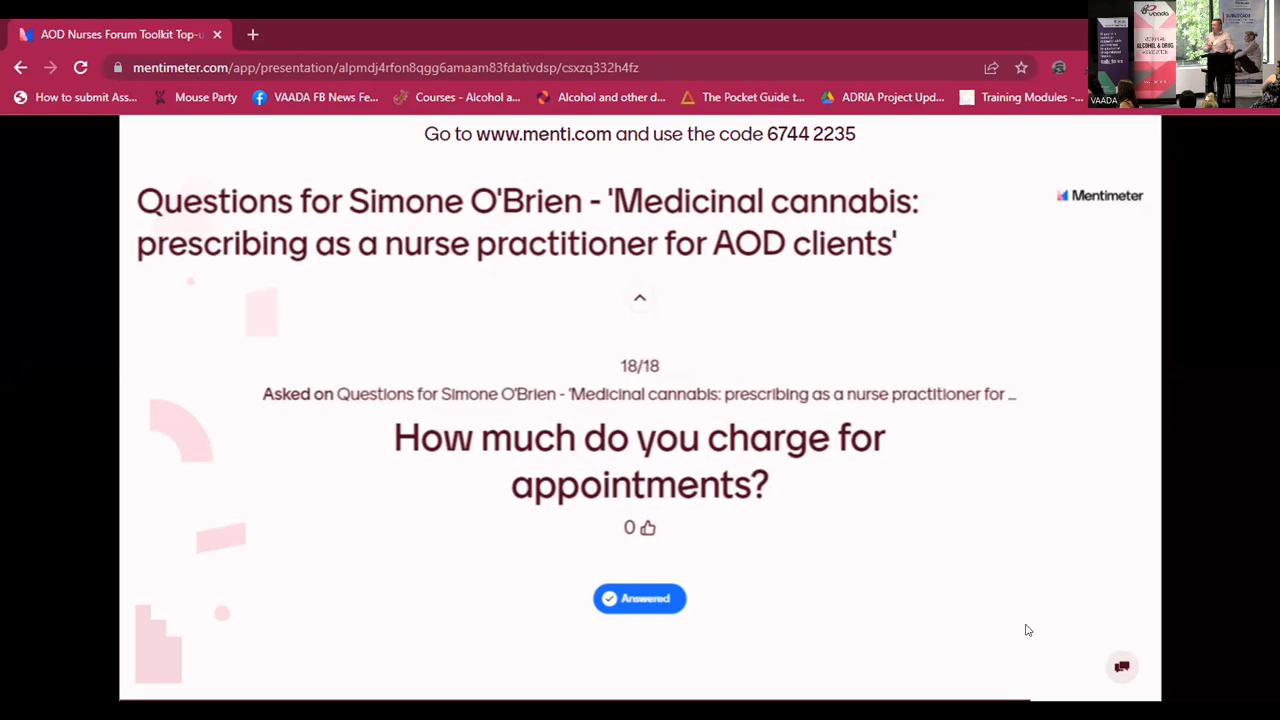 AOD Nurses Forum Toolkit Top-u
mentimeter.com/app/presentation/alpmdj4rfon8qgg6amaam83fdativdsp/csxzq332h4fz
How to submit Ass... Mouse Party VAADA FB News Fe... Courses - Alcohol a... Alcohol and other d... The Pocket Guide t... ADRIA Project Upd... Training Modules -...
vaada
ALCOHOL & DRUG
VAADA
Go to www.menti.com and use the code 6744 2235
Questions for Simone O'Brien - 'Medicinal cannabis:
prescribing as a nurse practitioner for AOD clients'
Mentimeter
18/18
Asked on Questions for Simone O'Brien - 'Medicinal cannabis: prescribing as a nurse practitioner for ...
How much do you charge for
appointments?
0
Answered